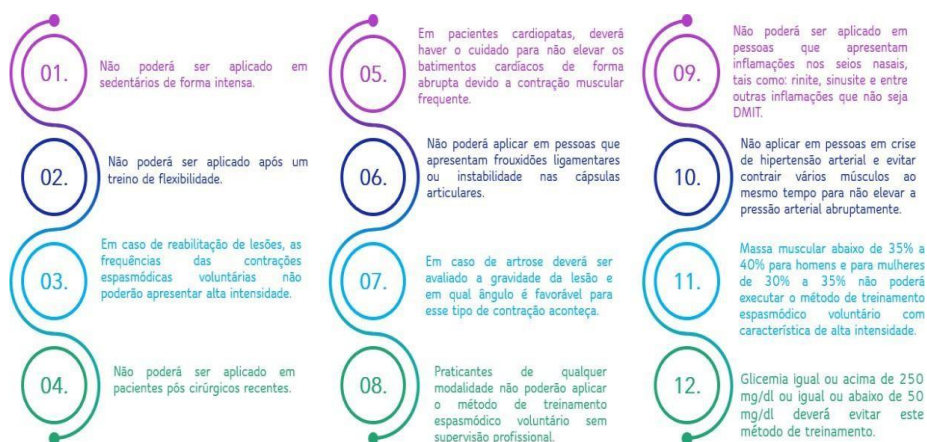 01.
Não poderá ser aplicado em
sedentários de forma intensa.
02.
Não poderá ser aplicado após um
treino de flexibilidade.
03.
Em caso de reabilitação de lesões, as
frequências das contrações
espasmódicas voluntárias não
poderão apresentar alta intensidade.
04.
Não poderá ser aplicado em
pacientes pós cirúrgicos recentes.
05.
Em pacientes cardiopatas, deverá
haver o cuidado para não elevar os
batimentos cardíacos de forma
abrupta devido a contração muscular
frequente.
06.
Não poderá aplicar em pessoas que
apresentam frouxidões ligamentares
ou instabilidade nas cápsulas
articulares.
07.
Em caso de artrose deverá ser
avaliado a gravidade da lesão e
em qual ângulo é favorável para
esse tipo de contração aconteça.
08.
Praticantes de qualquer
modalidade não poderão aplicar
o método de treinamento
espasmódico voluntário sem
supervisão profissional.
09.
Não poderá ser aplicado em
pessoas que apresentam
inflamações nos seios nasais,
tais como: rinite, sinusite e entre
outras inflamações que não seja
DMIT.
10.
Não aplicar em pessoas em crise
de hipertensão arterial e evitar
contrair vários músculos ao
mesmo tempo para não elevar a
pressão arterial abruptamente.
11.
Massa muscular abaixo de 35% a
40% para homens e para mulheres
de 30% a 35% não poderá
executar o método de treinamento
espasmódico voluntário com
característica de alta intensidade.
12.
Glicemia igual ou acima de 250
mg/dl ou igual ou abaixo de 50
mg/dl deverá evitar este
método de treinamento.